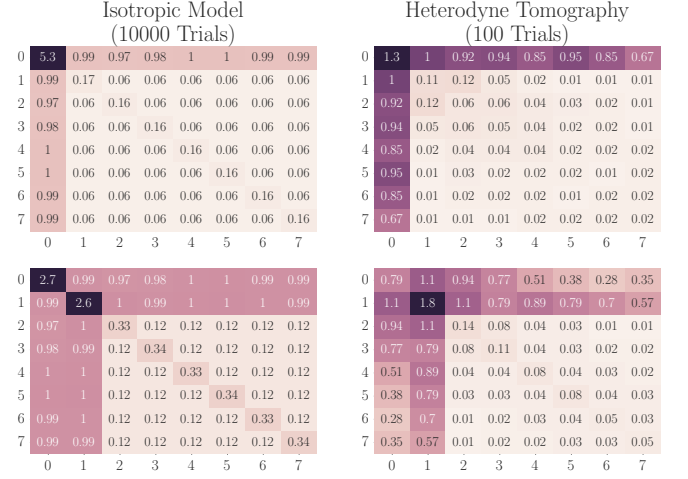 Isotropic Model
(10000 Trials)
0 5.3 0.99 0.97 0.98 1 1 0.99 0.99
1 0.99 0.17 0.06 0.06 0.06 0.06 0.06 0.06
2 0.97 0.06 0.16 0.06 0.06 0.06 0.06 0.06
3 0.98 0.06 0.06 0.16 0.06 0.06 0.06 0.06
4 1 0.06 0.06 0.06 0.16 0.06 0.06 0.06
5 1 0.06 0.06 0.06 0.06 0.16 0.06 0.06
6 0.99 0.06 0.06 0.06 0.06 0.06 0.16 0.06
7 0.99 0.06 0.06 0.06 0.06 0.06 0.06 0.16
0 1 2 3 4 5 6 7
Heterodyne Tomography
(100 Trials)
0 1.3 1 0.92 0.94 0.85 0.95 0.85 0.67
1 1 0.11 0.12 0.05 0.02 0.01 0.01 0.01
2 0.92 0.12 0.06 0.06 0.04 0.03 0.02 0.01
3 0.94 0.05 0.06 0.05 0.04 0.02 0.02 0.01
4 0.85 0.02 0.04 0.04 0.04 0.02 0.02 0.02
5 0.95 0.01 0.03 0.02 0.02 0.02 0.01 0.02
6 0.85 0.01 0.02 0.02 0.02 0.01 0.02 0.02
7 0.67 0.01 0.01 0.01 0.02 0.02 0.02 0.02
0 1 2 3 4 5 6 7
0 2.7 0.99 0.97 0.98 1 1 0.99 0.99
1 0.99 2.6 1 0.99 1 1 1 0.99
2 0.97 1 0.33 0.12 0.12 0.12 0.12 0.12
3 0.98 0.99 0.12 0.34 0.12 0.12 0.12 0.12
4 1 1 0.12 0.12 0.33 0.12 0.12 0.12
5 1 1 0.12 0.12 0.12 0.34 0.12 0.12
6 0.99 1 0.12 0.12 0.12 0.12 0.33 0.12
7 0.99 0.99 0.12 0.12 0.12 0.12 0.12 0.34
0 1 2 3 4 5 6 7
0 0.79 1.1 0.94 0.77 0.51 0.38 0.28 0.35
1 1.1 1.8 1.1 0.79 0.89 0.79 0.7 0.57
2 0.94 1.1 0.14 0.08 0.04 0.03 0.01 0.01
3 0.77 0.79 0.08 0.11 0.04 0.03 0.02 0.02
4 0.51 0.89 0.04 0.04 0.08 0.04 0.03 0.02
5 0.38 0.79 0.03 0.03 0.04 0.08 0.04 0.03
6 0.28 0.7 0.01 0.02 0.03 0.04 0.05 0.03
7 0.35 0.57 0.01 0.02 0.02 0.03 0.03 0.05
0 1 2 3 4 5 6 7